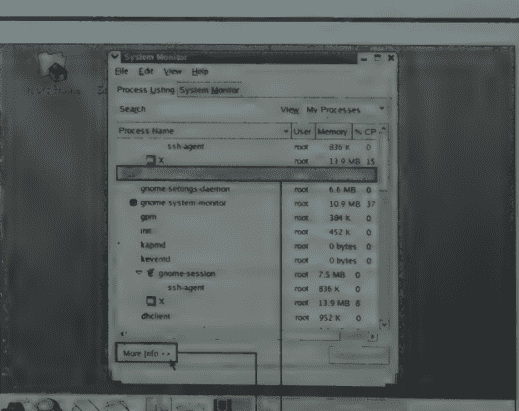 System Monitor
File Edit View Help
Process Listing System Monitor
Search View My Processes
Process Name User Memory % CP
ssh-agent root 836 K 0
X root 13.9 MB 15
gnome-settings-daemon root 6.6 MB 0
gnome-system-monitor root 10.9 MB 37
gpm root 384 K 0
init root 452 K 0
kapmd root 0 bytes 0
keventd root 0 bytes 0
gnome-session root 7.5 MB 0
ssh-agent root 836 K 0
X root 13.9 MB 6
dhclient root 952 K 0
More Info